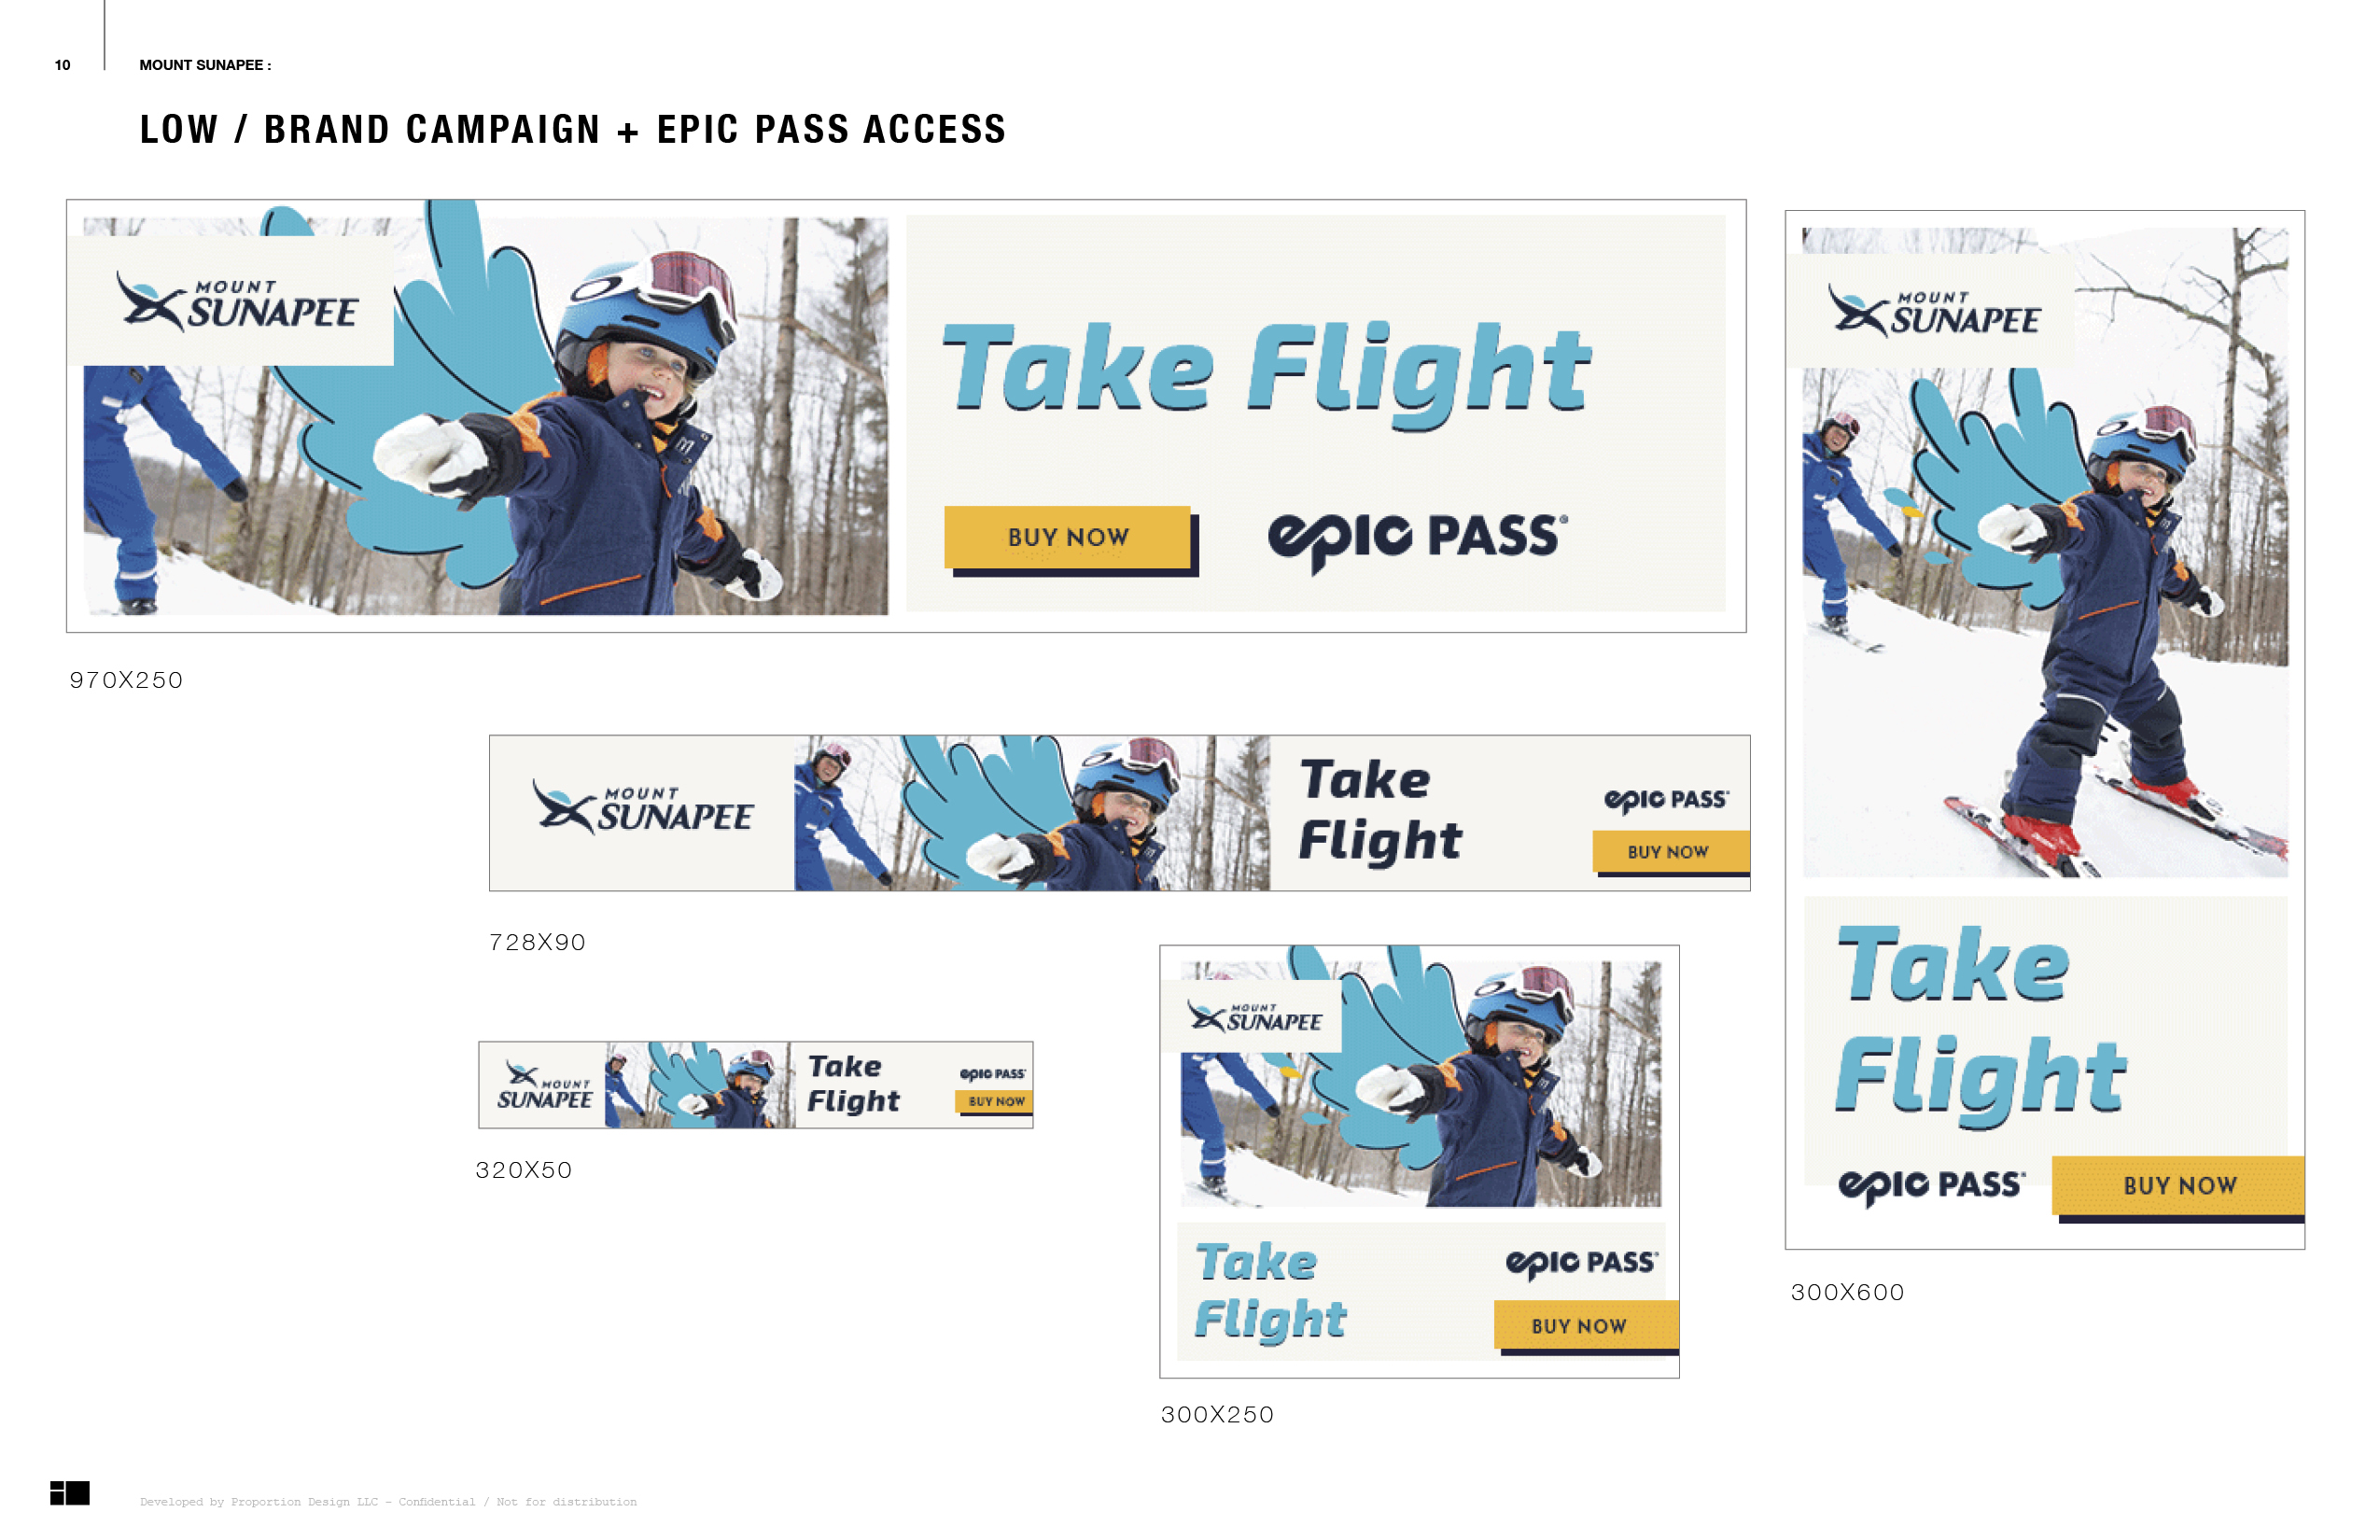 10
MOUNT SUNAPEE :
LOW / BRAND CAMPAIGN + EPIC PASS ACCESS
MOUNT
SUNAPEE
Take Flight
BUY NOW
epic PASS®
970X250
MOUNT
SUNAPEE
Take
Flight
epic PASS®
BUY NOW
728X90
MOUNT
SUNAPEE
Take
Flight
epic PASS®
BUY NOW
320X50
MOUNT
SUNAPEE
Take
Flight
epic PASS®
BUY NOW
300X250
MOUNT
SUNAPEE
Take
Flight
epic PASS®
BUY NOW
300X600
Developed by Proportion Design LLC – Confidential / Not for distribution